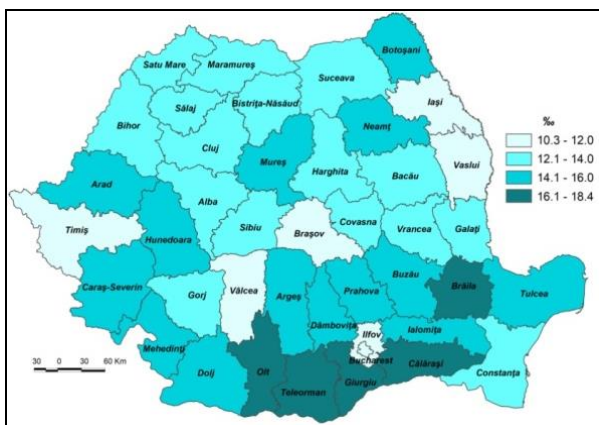 Botoşani
Satu Mare
Maramureş
Suceava
Iaşi
Sălaj
Bistriţa-Năsăud
Neamţ
Bihor
Cluj
Mureş
Harghita
Bacău
Vaslui
Arad
Alba
Timiş
Hunedoara
Sibiu
Braşov
Covasna
Vrancea
Galaţi
Caraş-Severin
Gorj
Vâlcea
Argeş
Prahova
Buzău
Brăila
Tulcea
Dâmboviţa
Ilfov
Ialomiţa
Mehedinţi
Dolj
Olt
Teleorman
Giurgiu
Bucharest
Călăraşi
Constanţa
‰
10.3 - 12.0
12.1 - 14.0
14.1 - 16.0
16.1 - 18.4
30 0 30 60 Km